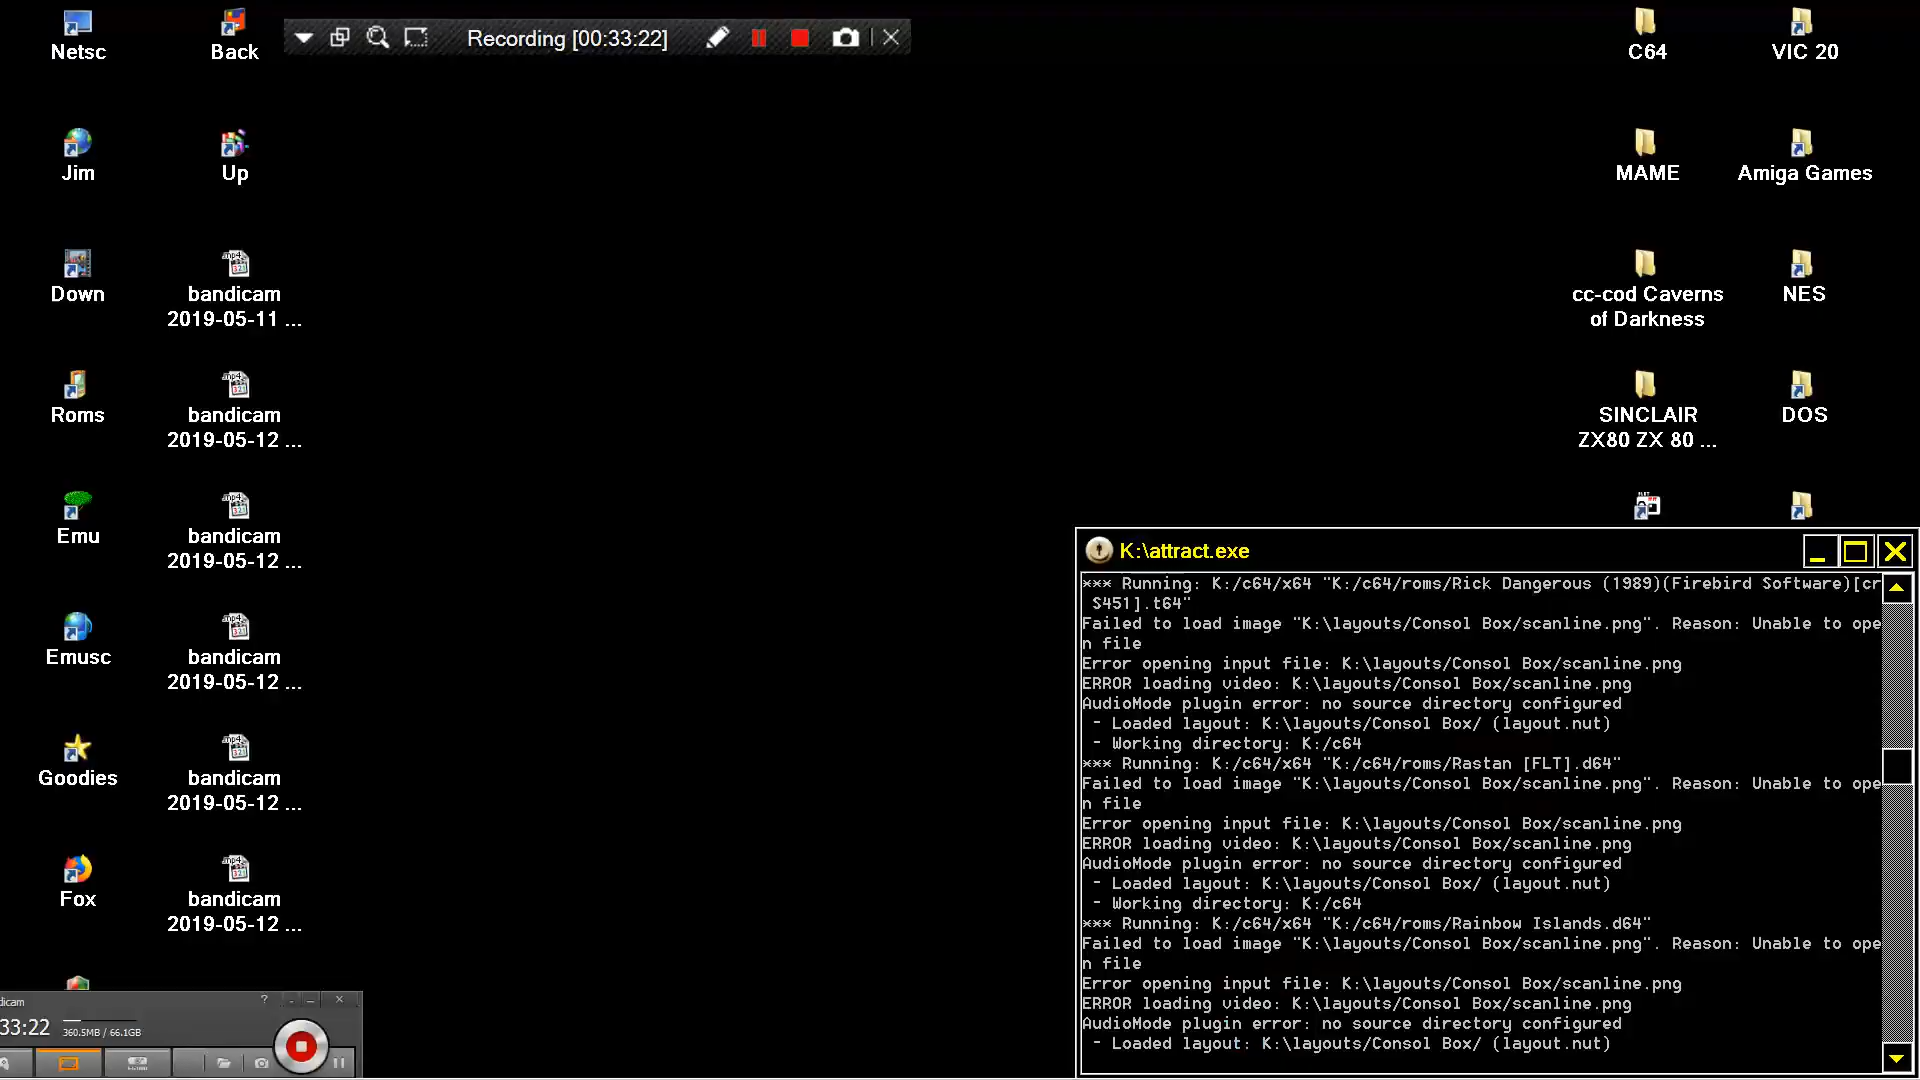 Netsc
Back
Recording [00:33:22]
C64
VIC 20
Jim
Up
MAME
Amiga Games
Down
bandicam
2019-05-11 ...
cc-cod Caverns
of Darkness
NES
Roms
bandicam
2019-05-12 ...
SINCLAIR
ZX80 ZX 80 ...
DOS
Emu
bandicam
2019-05-12 ...
Emusc
bandicam
2019-05-12 ...
Goodies
bandicam
2019-05-12 ...
Fox
bandicam
2019-05-12 ...
K:\attract.exe
*** Running: K:/c64/x64 "K:/c64/roms/Rick Dangerous (1989)(Firebird Software)[cr
S451].t64"
Failed to load image "K:\layouts/Consol Box/scanline.png". Reason: Unable to ope
n file
Error opening input file: K:\layouts/Consol Box/scanline.png
ERROR loading video: K:\layouts/Consol Box/scanline.png
AudioMode plugin error: no source directory configured
- Loaded layout: K:\layouts/Consol Box/ (layout.nut)
- Working directory: K:/c64
*** Running: K:/c64/x64 "K:/c64/roms/Rastan [FLT].d64"
Failed to load image "K:\layouts/Consol Box/scanline.png". Reason: Unable to ope
n file
Error opening input file: K:\layouts/Consol Box/scanline.png
ERROR loading video: K:\layouts/Consol Box/scanline.png
AudioMode plugin error: no source directory configured
- Loaded layout: K:\layouts/Consol Box/ (layout.nut)
- Working directory: K:/c64
*** Running: K:/c64/x64 "K:/c64/roms/Rainbow Islands.d64"
Failed to load image "K:\layouts/Consol Box/scanline.png". Reason: Unable to ope
n file
Error opening input file: K:\layouts/Consol Box/scanline.png
ERROR loading video: K:\layouts/Consol Box/scanline.png
AudioMode plugin error: no source directory configured
- Loaded layout: K:\layouts/Consol Box/ (layout.nut)
dicam
33:22
360.5MB / 66.1GB